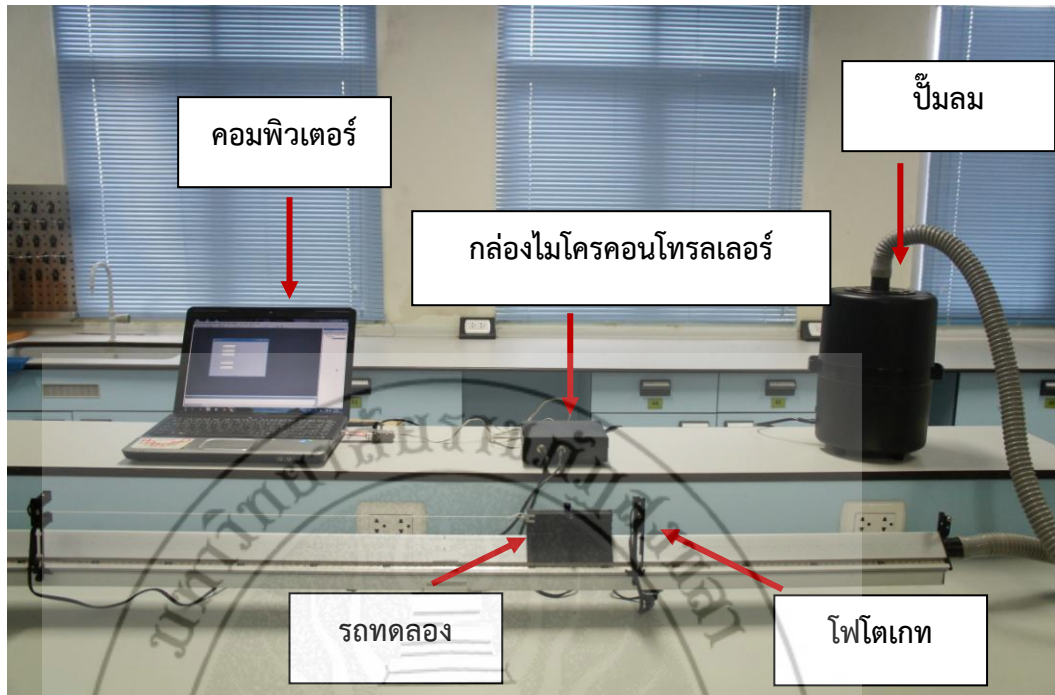 ปั๊มลม
คอมพิวเตอร์
กล่องไมโครคอนโทรลเลอร์
รถทดลอง
โฟโตเกท